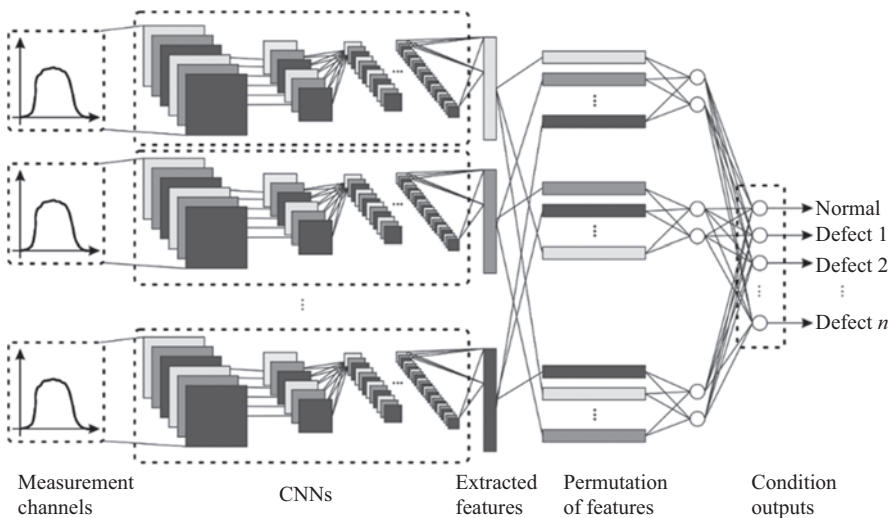 Normal
Defect 1
Defect 2
Defect n
Measurement
channels
CNNs
Extracted
features
Permutation
of features
Condition
outputs